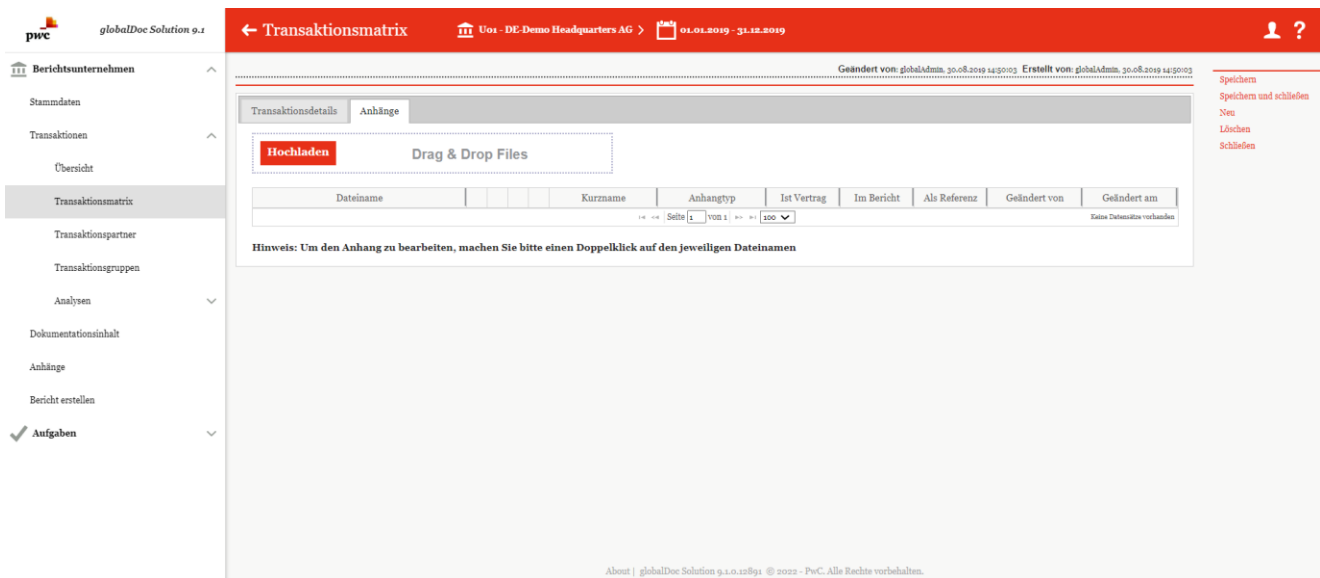 pwc globalDoc Solution 9.1
← Transaktionsmatrix U01 - DE-Demo Headquarters AG > 01.01.2019 - 31.12.2019 ?
Berichtsunternehmen
Stammdaten
Transaktionen
Übersicht
Transaktionsmatrix
Transaktionspartner
Transaktionsgruppen
Analysen
Dokumentationsinhalt
Anhänge
Bericht erstellen
Aufgaben
Geändert von: globalAdmin, 30.08.2019 14:50:03 Erstellt von: globalAdmin, 30.08.2019 14:50:03
Transaktionsdetails Anhänge
Hochladen Drag & Drop Files
Dateiname Kurzname Anhangtyp Ist Vertrag Im Bericht Als Referenz Geändert von Geändert am
Seite 1 von 1 100 Keine Datensätze vorhanden
Hinweis: Um den Anhang zu bearbeiten, machen Sie bitte einen Doppelklick auf den jeweiligen Dateinamen
Speichern
Speichern und schließen
Neu
Löschen
Schließen
About | globalDoc Solution 9.1.0.12891 © 2022 - PwC. Alle Rechte vorbehalten.